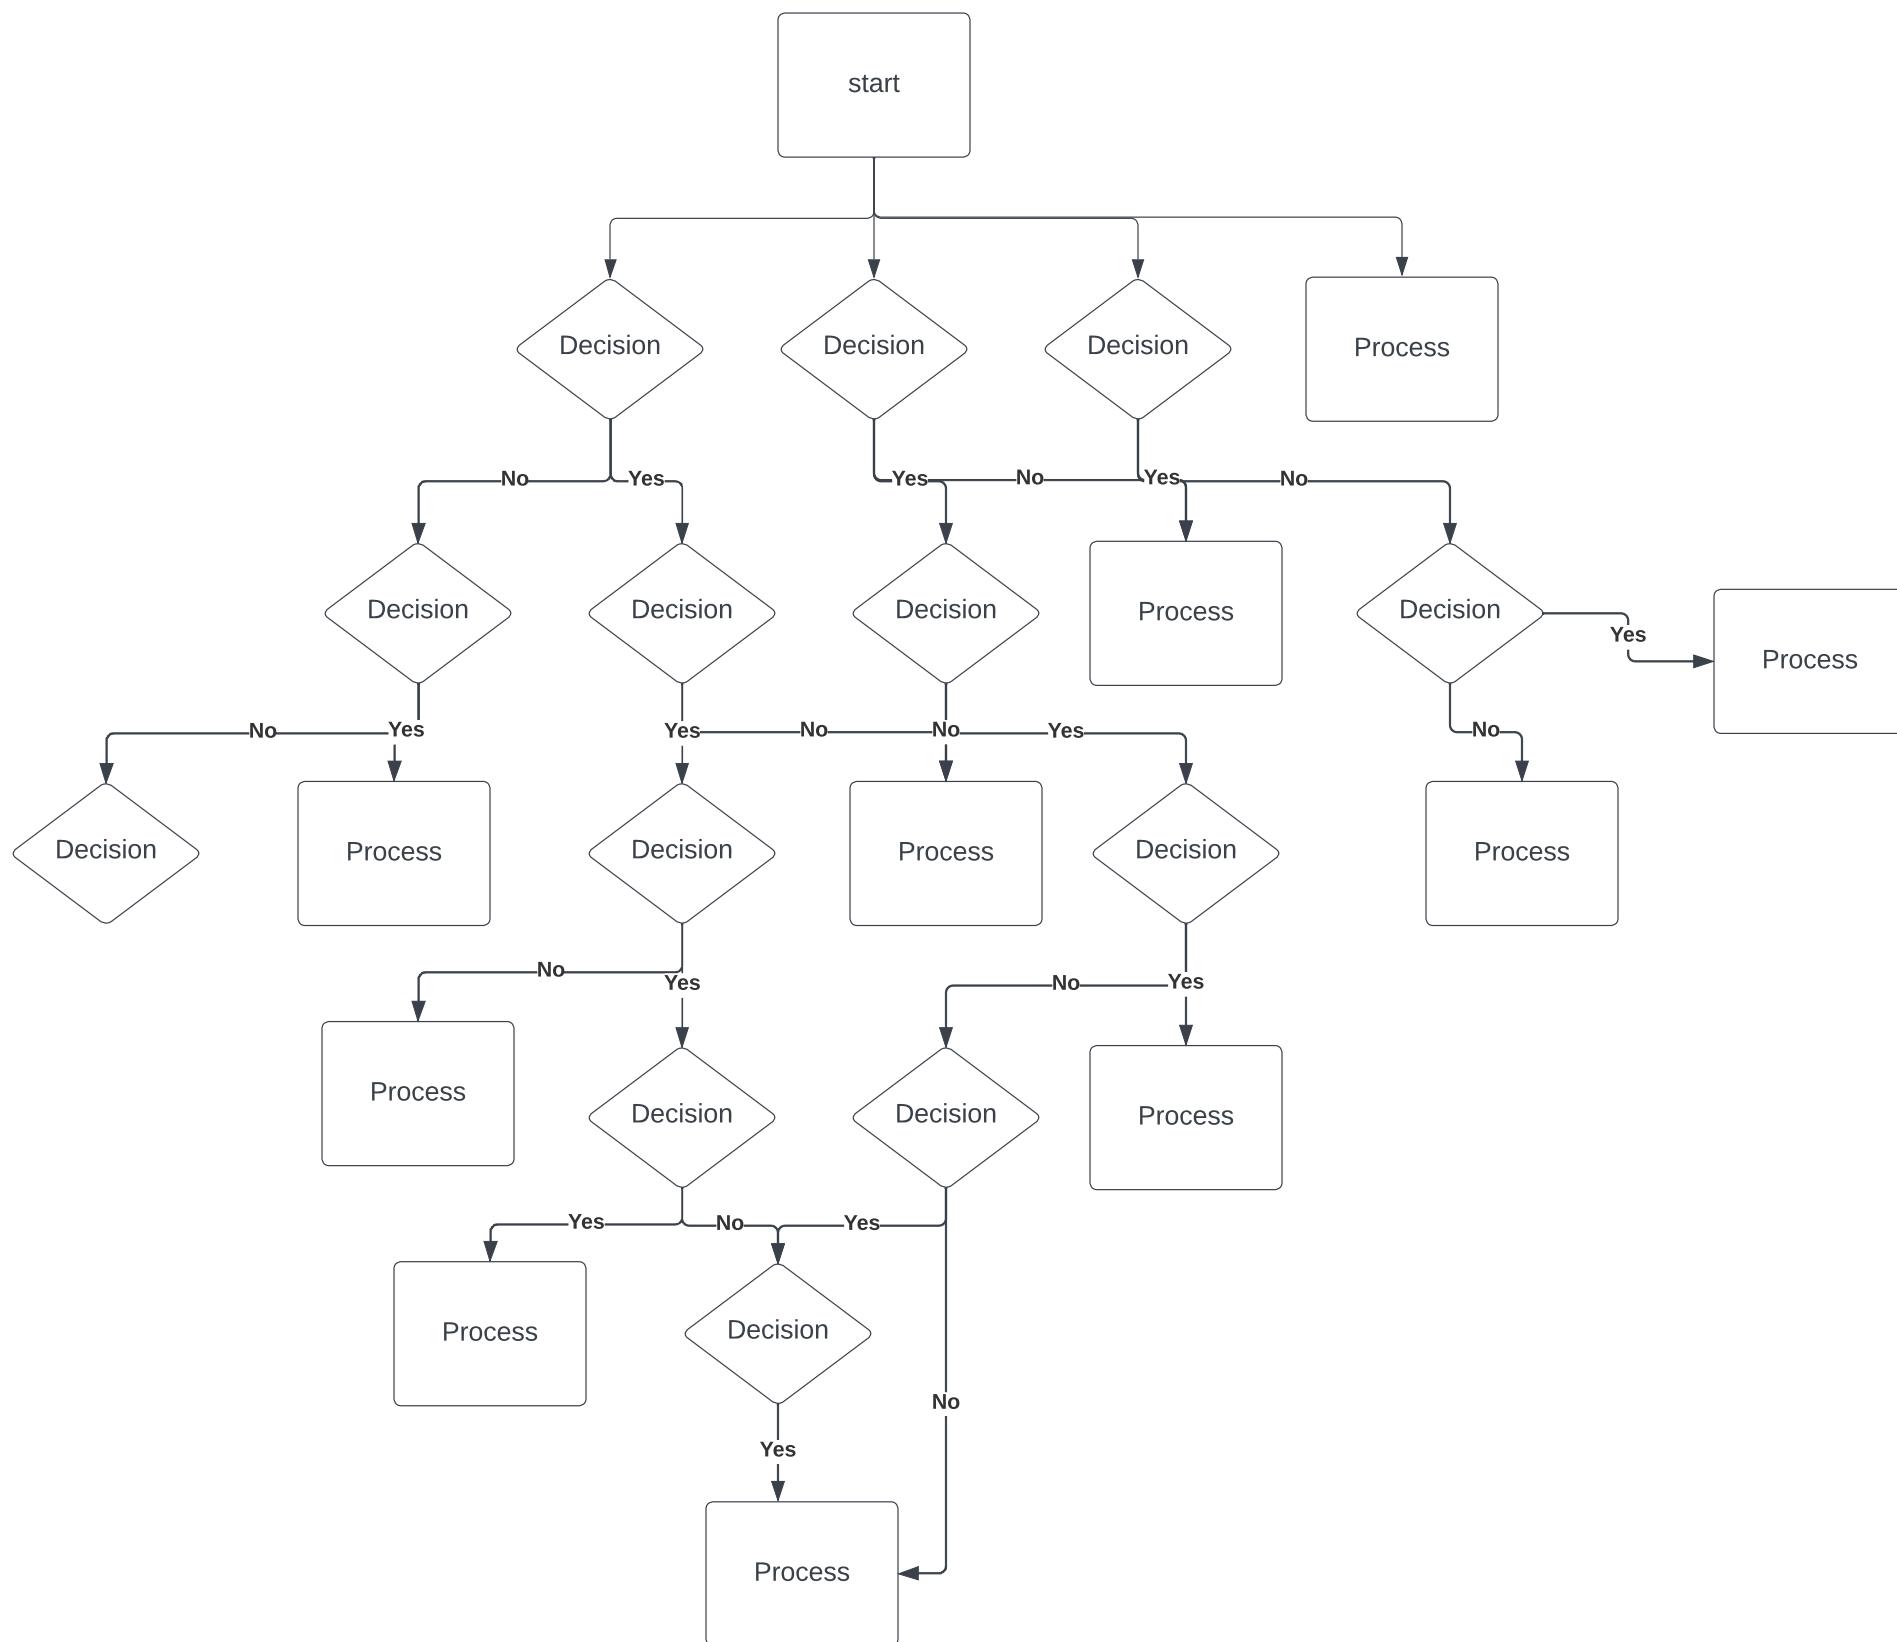 start
Decision
Decision
Decision
Process
No
Yes
Yes
No
Yes
No
Decision
Decision
Decision
Process
Decision
Yes
Process
No
Yes
Yes
No
No
Yes
No
Decision
Process
Decision
Process
Decision
Process
No
Yes
No
Yes
Process
Decision
Decision
Process
Yes
No
Yes
Process
Decision
No
Yes
Process